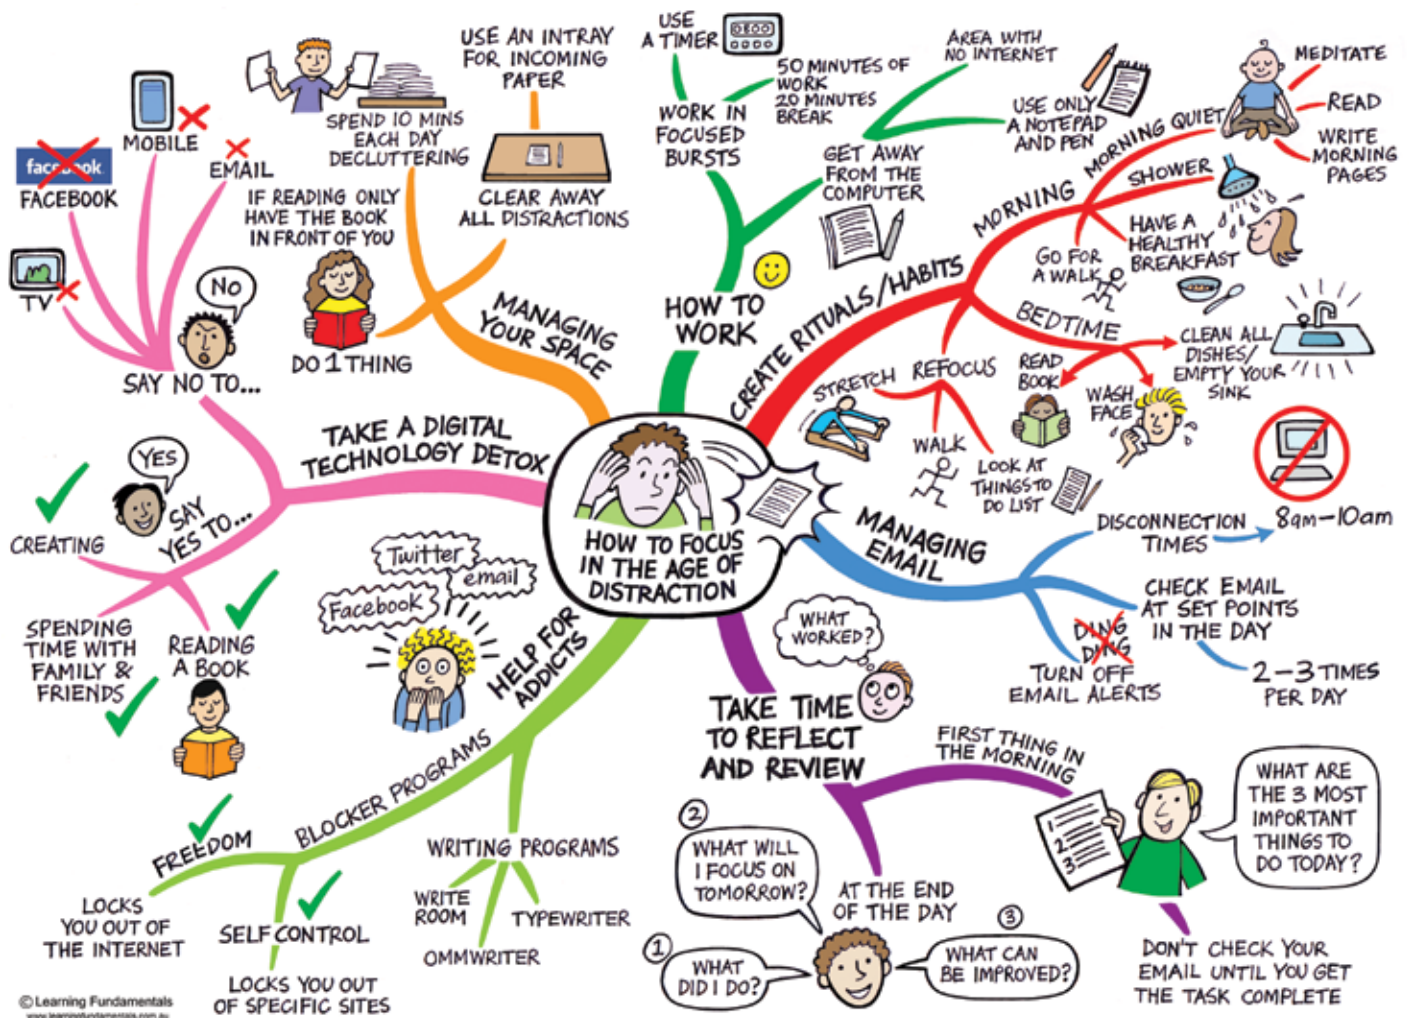 HOW TO FOCUS
IN THE AGE OF
DISTRACTION
TAKE A DIGITAL
TECHNOLOGY DETOX
SAY NO TO...
NO
TV
facebook
FACEBOOK
MOBILE
EMAIL
YES
SAY
YES TO...
CREATING
SPENDING
TIME WITH
FAMILY &
FRIENDS
READING
A BOOK
MANAGING
YOUR SPACE
SPEND 10 MINS
EACH DAY
DECLUTTERING
USE AN INTRAY
FOR INCOMING
PAPER
CLEAR AWAY
ALL DISTRACTIONS
IF READING ONLY
HAVE THE BOOK
IN FRONT OF YOU
DO 1 THING
HOW TO
WORK
WORK IN
FOCUSED
BURSTS
USE
A TIMER
0800
50 MINUTES OF
WORK
20 MINUTES
BREAK
GET AWAY
FROM THE
COMPUTER
AREA WITH
NO INTERNET
USE ONLY
A NOTEPAD
AND PEN
CREATE RITUALS/HABITS
MORNING
MORNING QUIET
MEDITATE
READ
WRITE
MORNING
PAGES
SHOWER
HAVE A
HEALTHY
BREAKFAST
GO FOR
A WALK
BEDTIME
CLEAN ALL
DISHES/
EMPTY YOUR
SINK
WASH
FACE
READ
BOOK
REFOCUS
STRETCH
WALK
LOOK AT
THINGS TO
DO LIST
MANAGING
EMAIL
DISCONNECTION
TIMES
8am-10am
CHECK EMAIL
AT SET POINTS
IN THE DAY
2-3 TIMES
PER DAY
DING
DING
TURN OFF
EMAIL ALERTS
TAKE TIME
TO REFLECT
AND REVIEW
WHAT
WORKED?
FIRST THING IN
THE MORNING
1
2
3
WHAT ARE
THE 3 MOST
IMPORTANT
THINGS TO
DO TODAY?
DON'T CHECK YOUR
EMAIL UNTIL YOU GET
THE TASK COMPLETE
AT THE END
OF THE DAY
1
WHAT
DID I DO?
2
WHAT WILL
I FOCUS ON
TOMORROW?
3
WHAT CAN
BE IMPROVED?
HELP FOR
ADDICTS
Twitter
email
Facebook
BLOCKER PROGRAMS
FREEDOM
LOCKS
YOU OUT OF
THE INTERNET
SELF CONTROL
LOCKS YOU OUT
OF SPECIFIC SITES
WRITING PROGRAMS
WRITE
ROOM
OMMWRITER
TYPEWRITER
© Learning Fundamentals
www.learningfundamentals.com.au